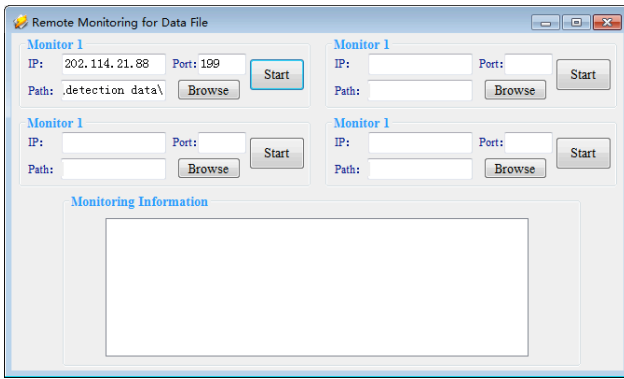 Remote Monitoring for Data File
Monitor 1
IP: 202.114.21.88 Port: 199
Start
Path: .detection data\ Browse
Monitor 1
IP: Port:
Start
Path: Browse
Monitor 1
IP: Port:
Start
Path: Browse
Monitor 1
IP: Port:
Start
Path: Browse
Monitoring Information